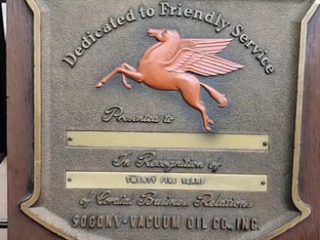 Dedicated to Friendly Service
Presented to
In Recognition of
TWENTY FIVE YEARS
of Cordial Business Relations
SOCONY-VACUUM OIL CO., INC.